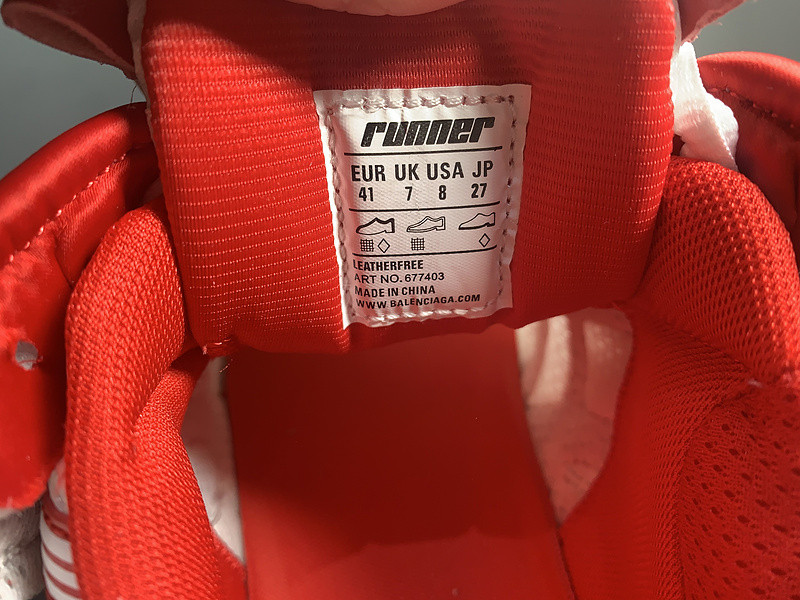 runner
EUR UK USA JP
41 7 8 27
LEATHERFREE
ART NO.677403
MADE IN CHINA
WWW.BALENCIAGA.COM